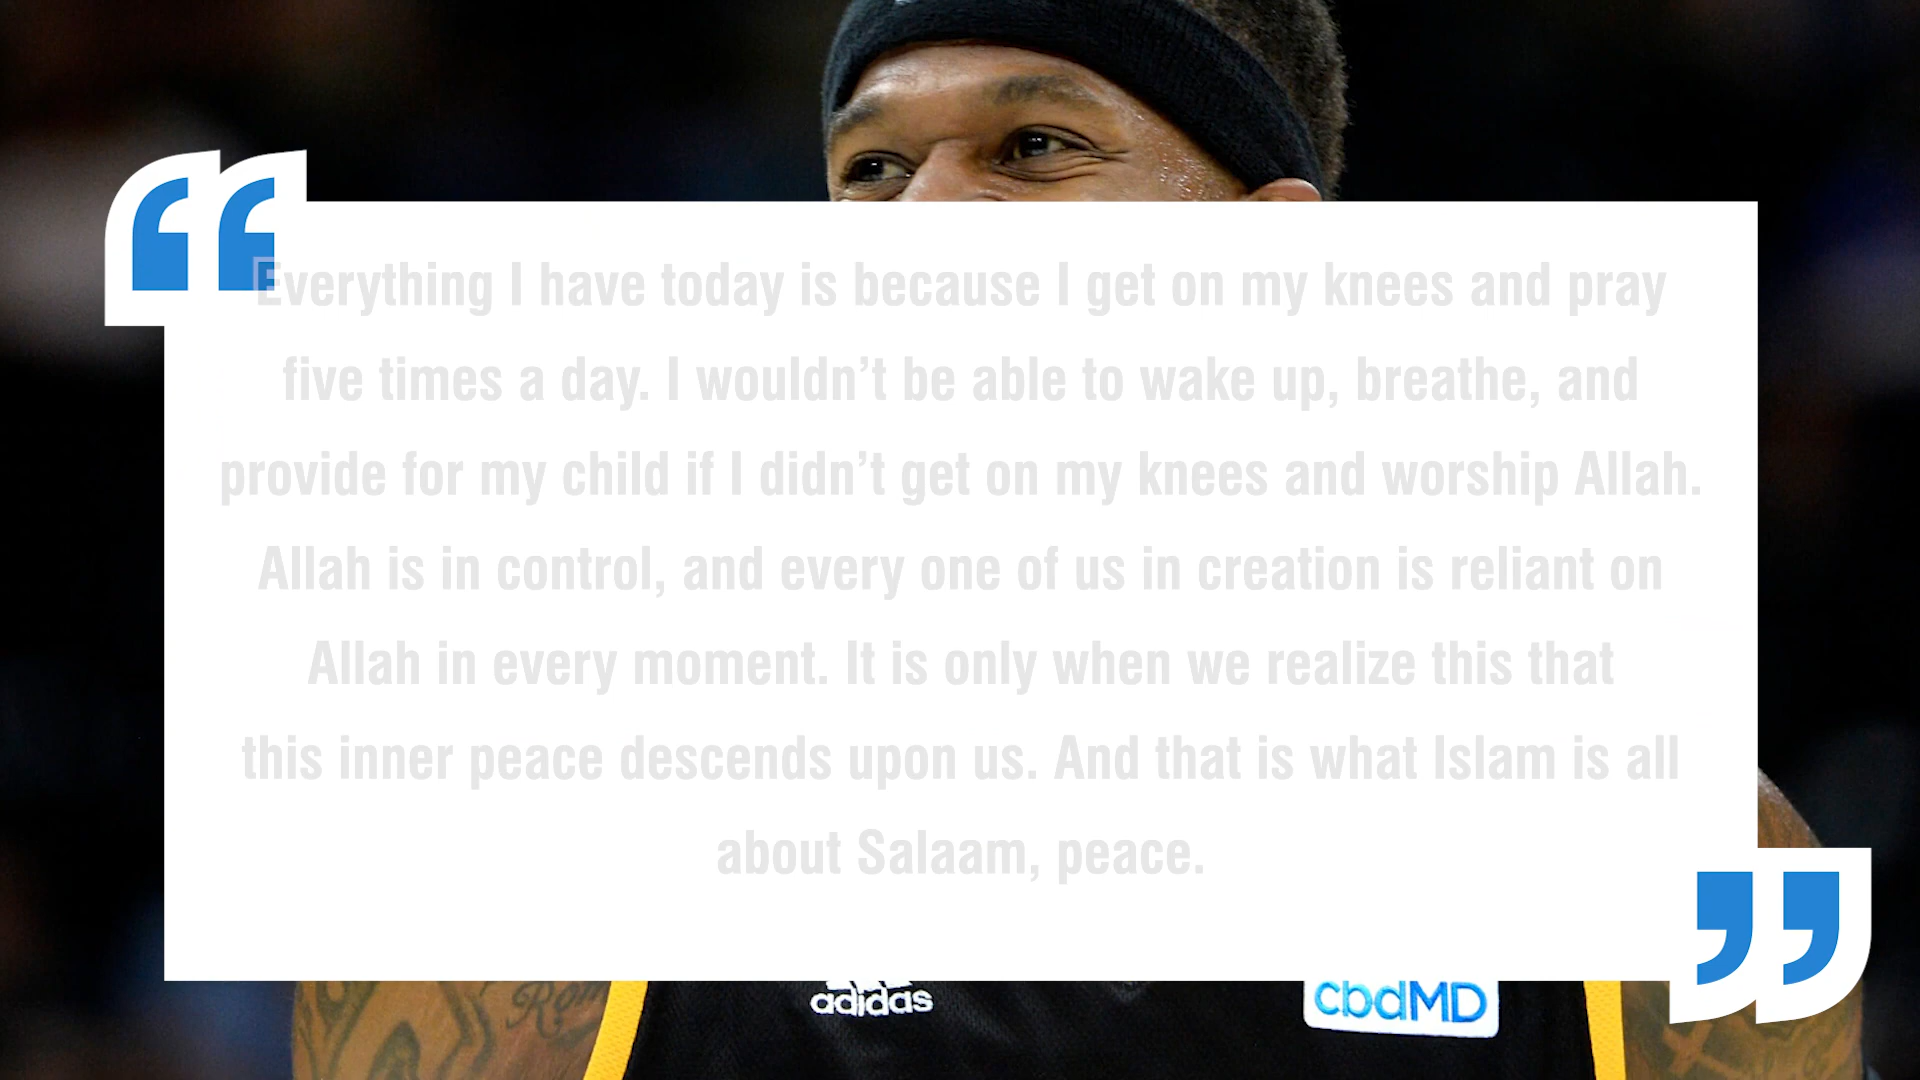 “
Everything I have today is because I get on my knees and pray
five times a day. I wouldn’t be able to wake up, breathe, and
provide for my child if I didn’t get on my knees and worship Allah.
Allah is in control, and every one of us in creation is reliant on
Allah in every moment. It is only when we realize this that
this inner peace descends upon us. And that is what Islam is all
about Salaam, peace.
”
adidas
cbdMD